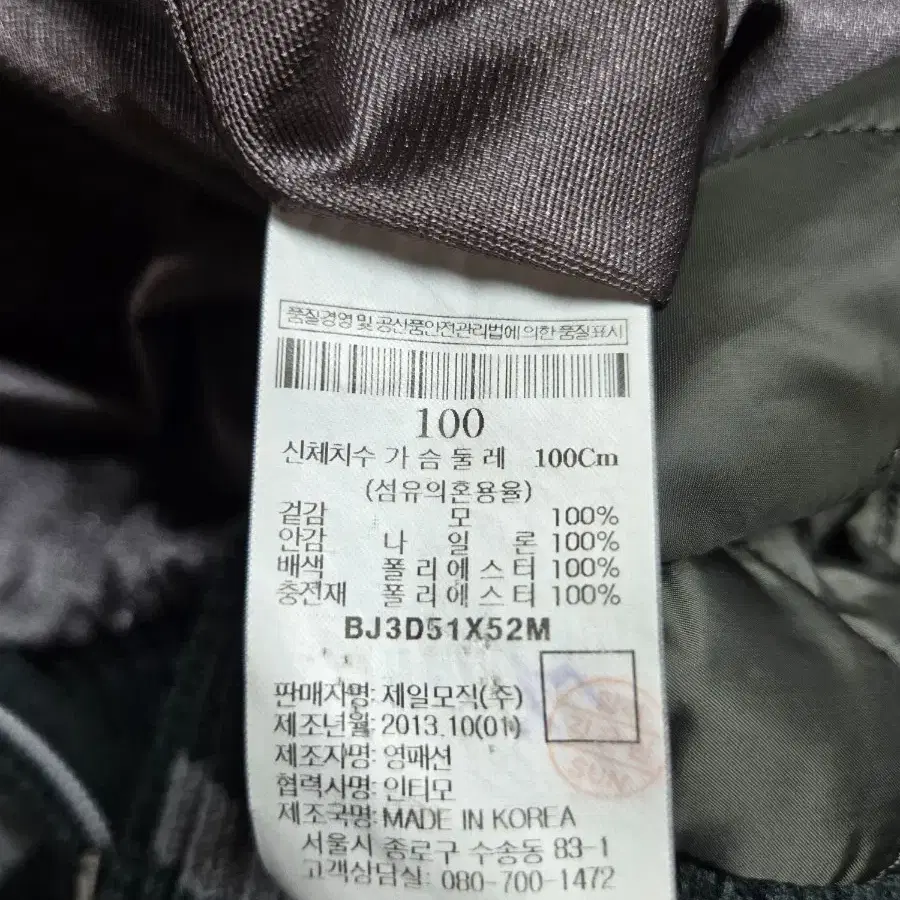 품질경영 및 공산품안전관리법에 의한 품질표시
100
신체치수 가 슴 둘 레 100Cm
(섬유의혼용율)
겉감 모 100%
안감 나 일 론 100%
배색 폴 리 에 스 터 100%
충전재 폴 리 에 스 터 100%
BJ3D51X52M
판매자명: 제일모직(주)
제조년월: 2013.10(01)
제조자명: 영패션
협력사명: 인티모
제조국명: MADE IN KOREA
서울시 종로구 수송동 83-1
고객상담실: 080-700-1472
SUN